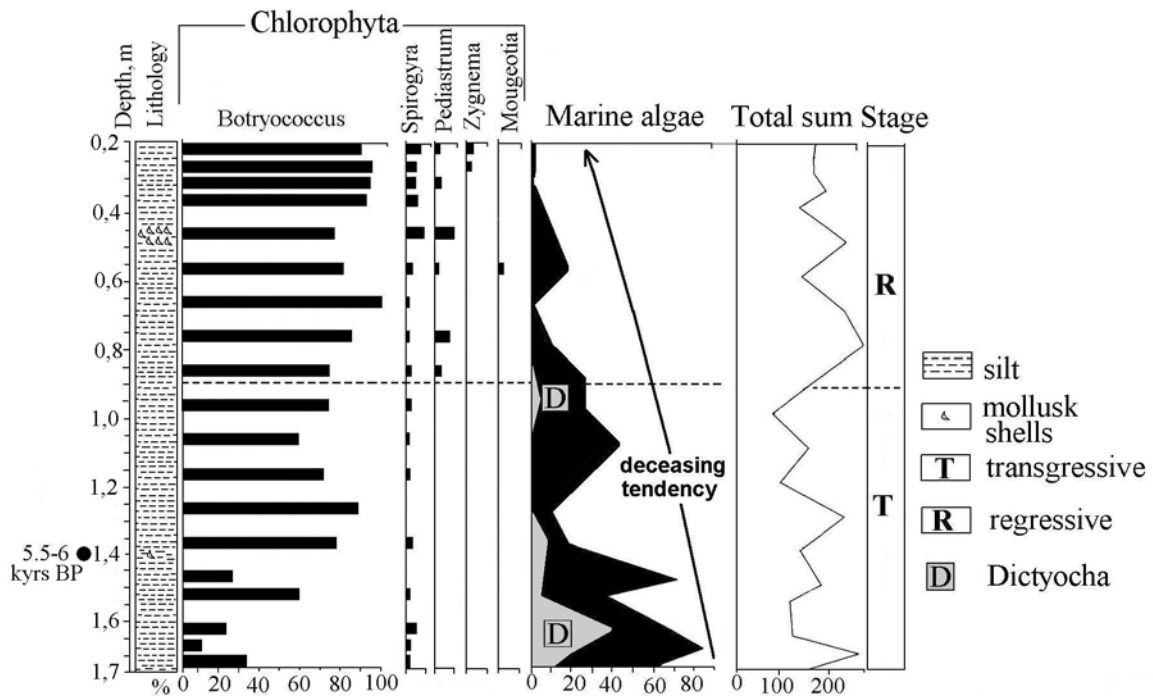 Chlorophyta
Depth, m
Lithology
Botryococcus
Spirogyra
Pediastrum
Zygnema
Mougeotia
Marine algae
Total sum
Stage
0,2
0,4
0,6
0,8
1,0
1,2
5.5-6
kyrs BP
1,4
1,6
1,7
D
D
deceasing
tendency
R
T
silt
mollusk
shells
T transgressive
R regressive
D Dictyocha
% 0 20 40 60 80 100
0 20 40 60 80
0 100 200